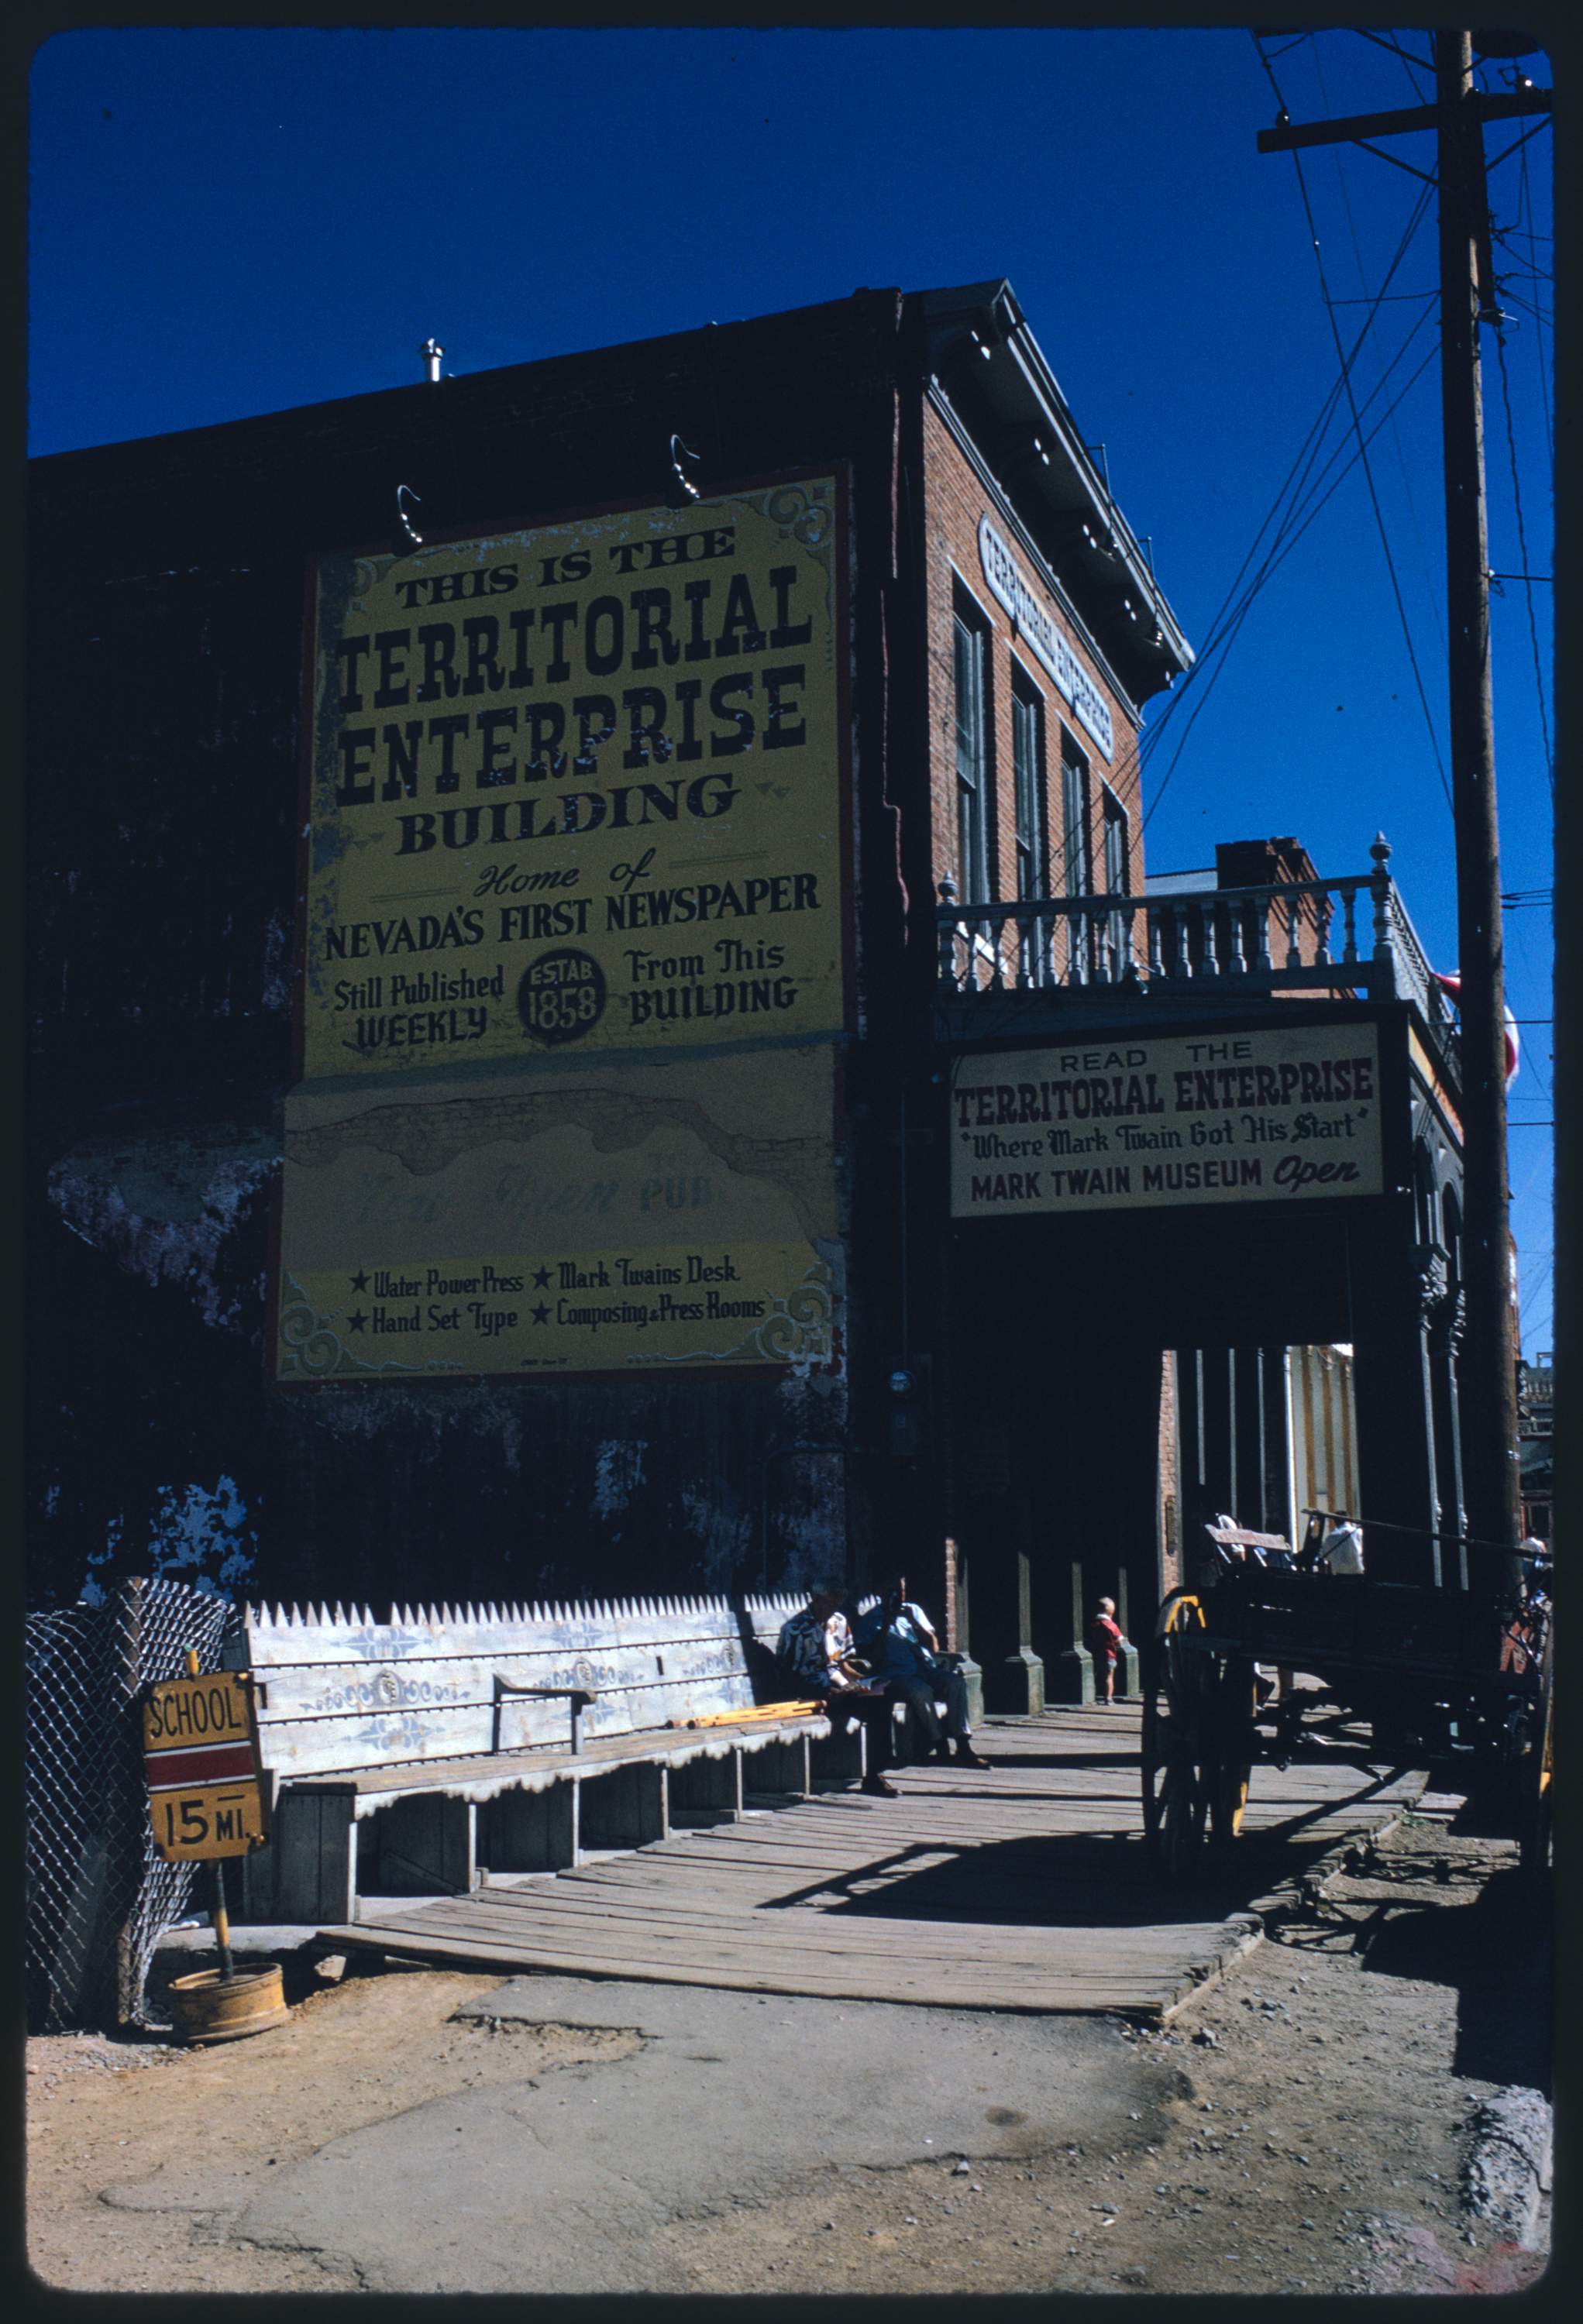 THIS IS THE
TERRITORIAL
ENTERPRISE
BUILDING
Home of
NEVADA'S FIRST NEWSPAPER
Still Published
WEEKLY
ESTAB
1858
From This
BUILDING
Open PUB
★ Water Power Press ★ Mark Twains Desk
★ Hand Set Type ★ Composing & Press Rooms
TERRITORIAL ENTERPRISE
READ THE
TERRITORIAL ENTERPRISE
"Where Mark Twain Got His Start"
MARK TWAIN MUSEUM Open
SCHOOL
15 MI.